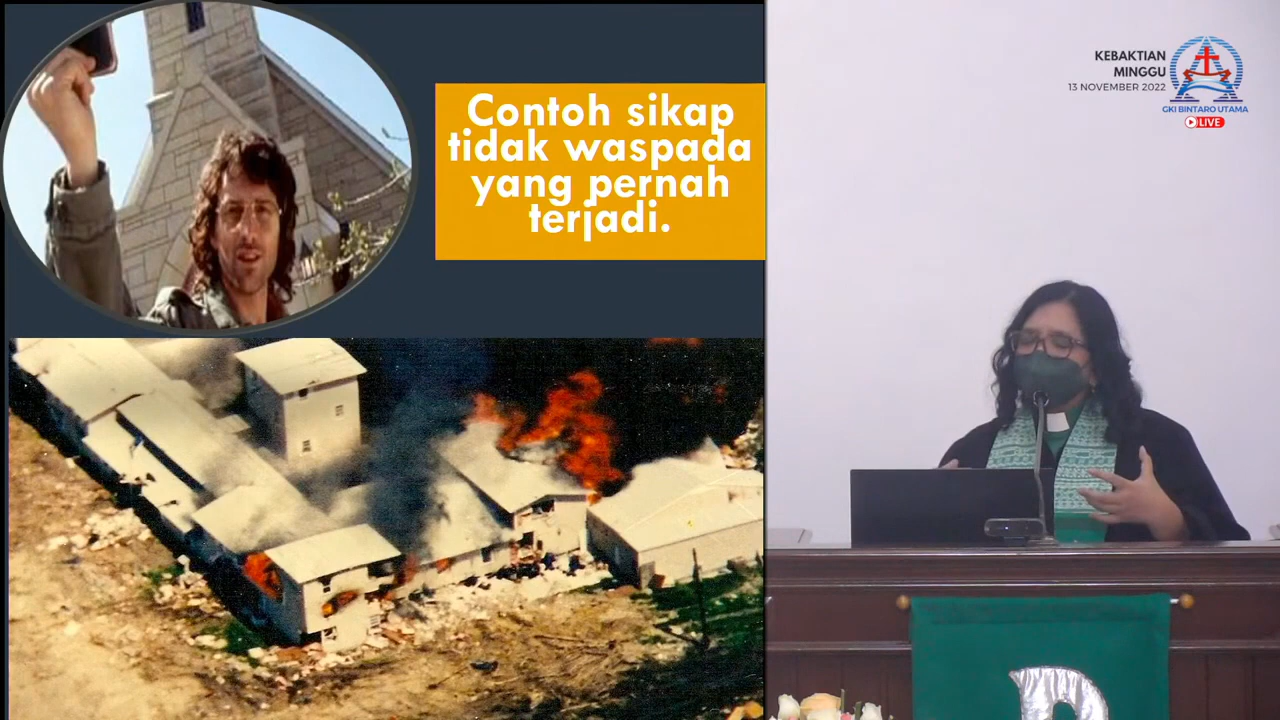 Contoh sikap
tidak waspada
yang pernah
terjadi.
KEBAKTIAN
MINGGU
13 NOVEMBER 2022
GKI BINTARO UTAMA
LIVE